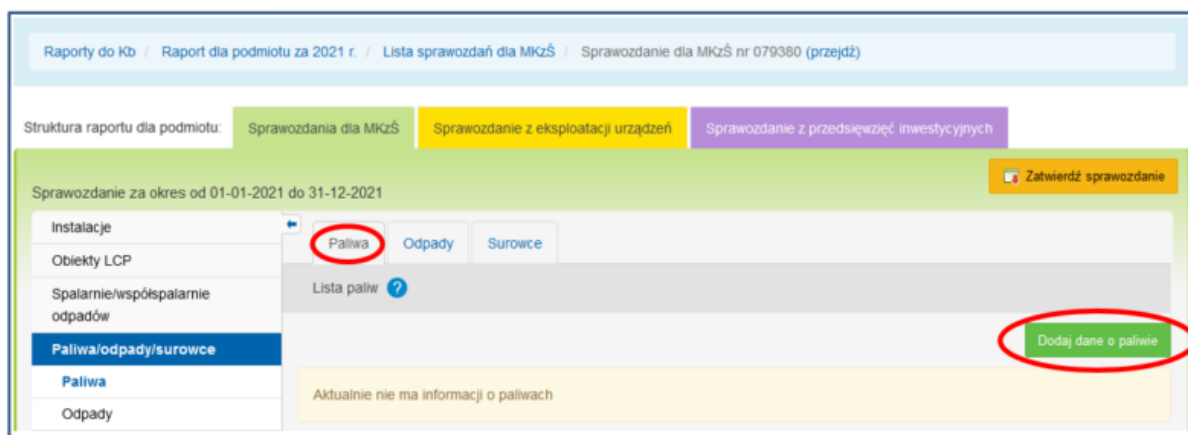 Raporty do Kb / Raport dla podmiotu za 2021 r. / Lista sprawozdań dla MKzŚ / Sprawozdanie dla MKzŚ nr 079380 (przejdź)
Struktura raportu dla podmiotu: Sprawozdania dla MKzŚ Sprawozdanie z eksploatacji urządzeń Sprawozdanie z przedsięwzięć inwestycyjnych
Zatwierdź sprawozdanie
Sprawozdanie za okres od 01-01-2021 do 31-12-2021
Instalacje
Obiekty LCP
Spalarnie/współspalarnie
odpadów
Paliwa/odpady/surowce
Paliwa
Odpady
Paliwa Odpady Surowce
Lista paliw ?
Dodaj dane o paliwie
Aktualnie nie ma informacji o paliwach